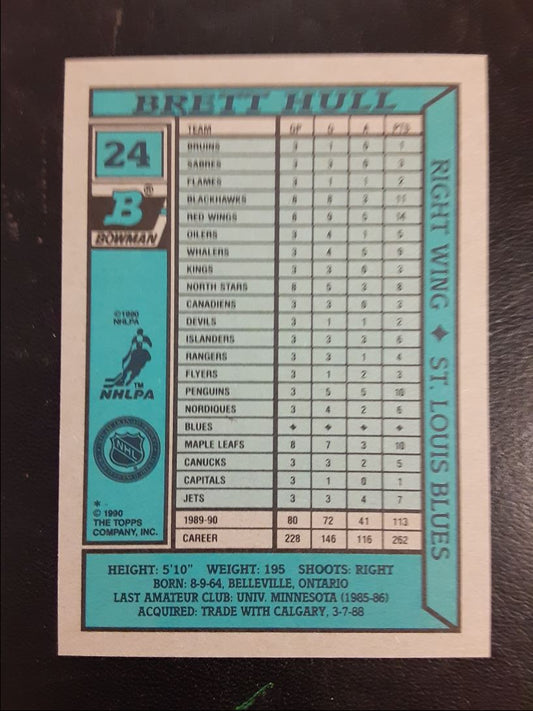 BRETT HULL
24
B®
BOWMAN
©1990
NHLPA
TM
NHLPA
NHL
*
© 1990
THE TOPPS
COMPANY, INC.
TEAM GP G A PTS
BRUINS 3 1 0 1
SABRES 3 3 0 3
FLAMES 3 1 1 2
BLACKHAWKS 8 8 3 11
RED WINGS 8 9 5 14
OILERS 3 4 1 5
WHALERS 3 4 5 9
KINGS 3 3 0 3
NORTH STARS 8 5 3 8
CANADIENS 3 3 0 3
DEVILS 3 1 1 2
ISLANDERS 3 3 3 6
RANGERS 3 3 1 4
FLYERS 3 1 2 3
PENGUINS 3 5 5 10
NORDIQUES 3 4 2 6
BLUES ♦ ♦ ♦ ♦
MAPLE LEAFS 8 7 3 10
CANUCKS 3 3 2 5
CAPITALS 3 1 0 1
JETS 3 3 4 7
1989-90 80 72 41 113
CAREER 228 146 116 262
RIGHT WING ♦ ST. LOUIS BLUES
HEIGHT: 5'10" WEIGHT: 195 SHOOTS: RIGHT
BORN: 8-9-64, BELLEVILLE, ONTARIO
LAST AMATEUR CLUB: UNIV. MINNESOTA (1985-86)
ACQUIRED: TRADE WITH CALGARY, 3-7-88